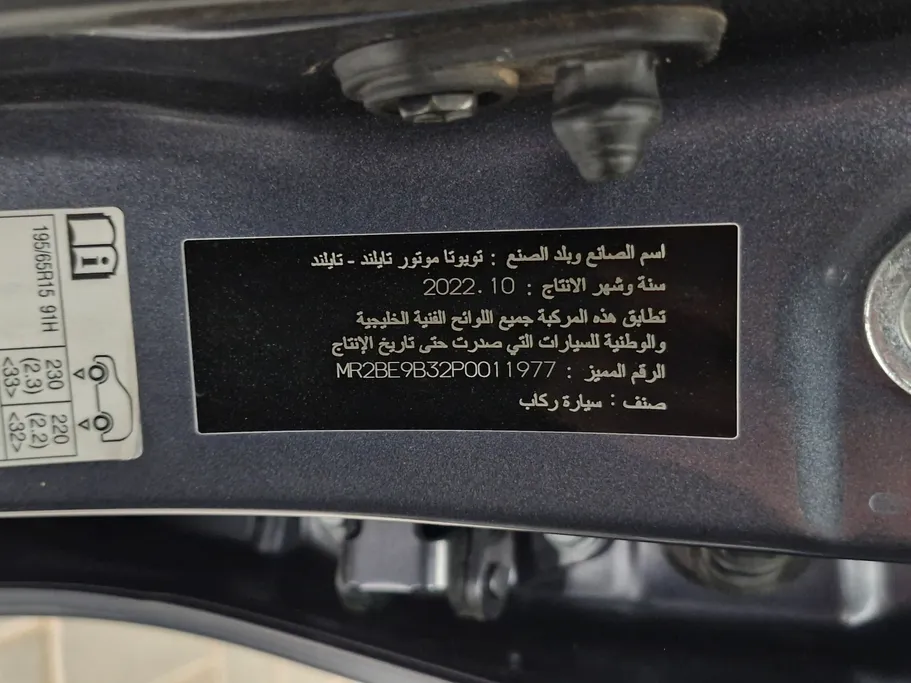 اسم الصانع وبلد الصنع : تويوتا موتور تايلند - تايلند
سنة وشهر الانتاج : 2022.10
تطابق هذه المركبة جميع اللوائح الفنية الخليجية
والوطنية للسيارات التي صدرت حتى تاريخ الإنتاج
الرقم المميز : MR2BE9B32P0011977
صنف : سيارة ركاب
195/65R15 91H
230
(2.3)
<33>
220
(2.2)
<32>